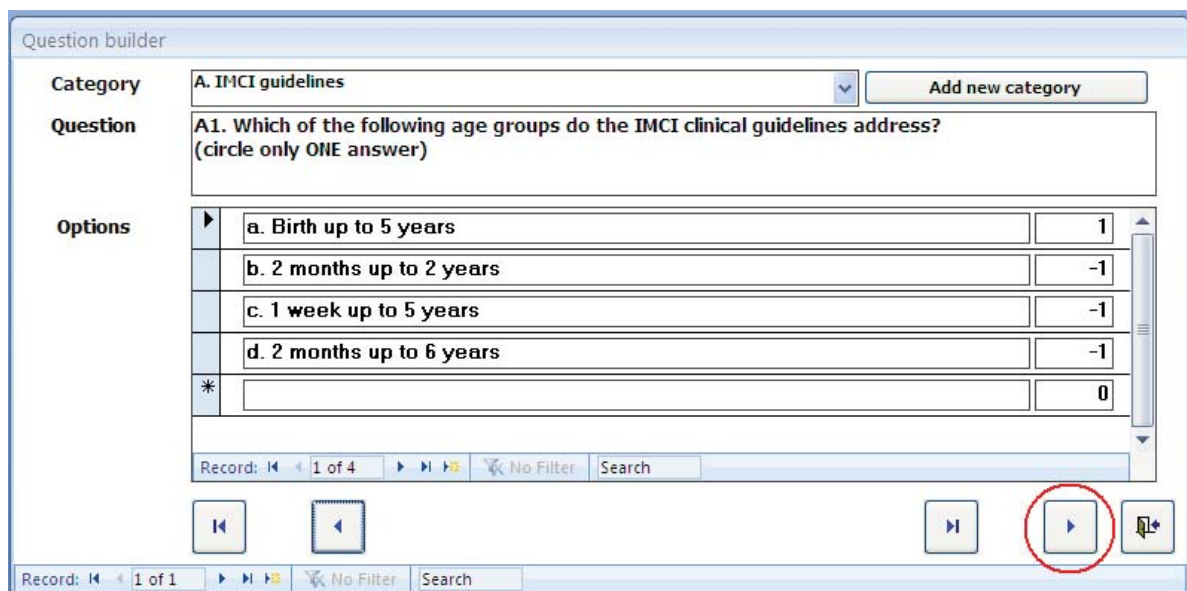 Question builder
Category A. IMCI guidelines Add new category
Question A1. Which of the following age groups do the IMCI clinical guidelines address?
(circle only ONE answer)
Options a. Birth up to 5 years 1
b. 2 months up to 2 years -1
c. 1 week up to 5 years -1
d. 2 months up to 6 years -1
* 0
Record: 1 of 4 No Filter Search
Record: 1 of 1 No Filter Search